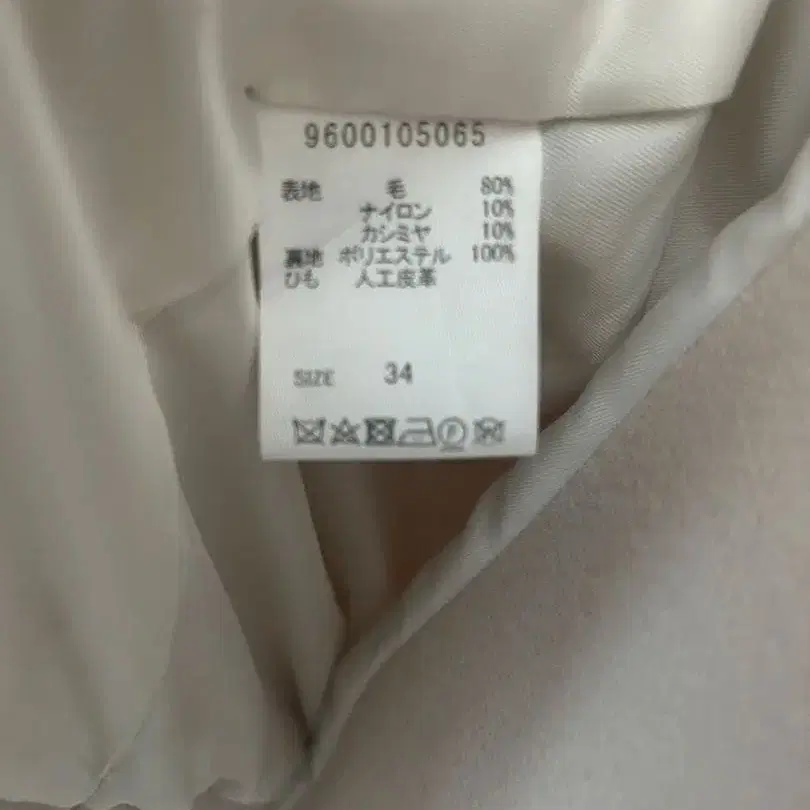 9600105065
表地 毛 80%
ナイロン 10%
カシミヤ 10%
裏地 ポリエステル 100%
ひも 人工皮革
SIZE 34